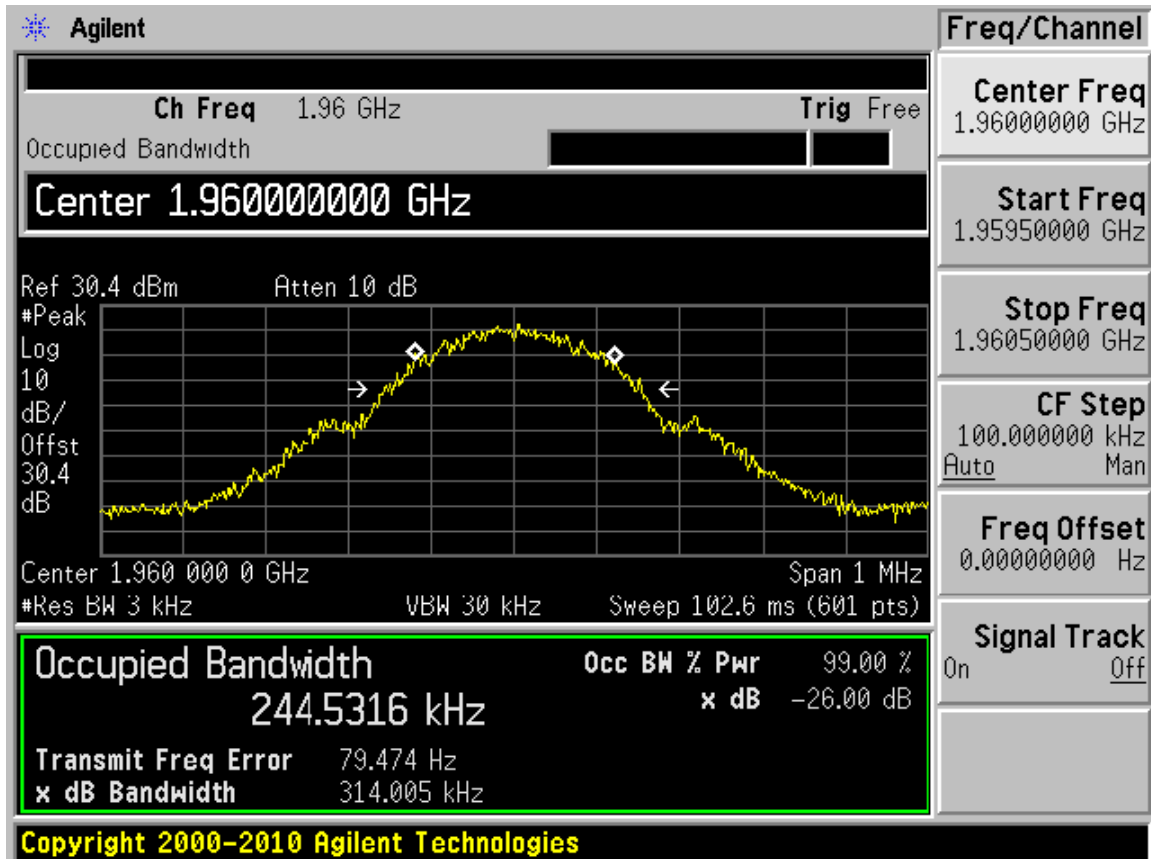 Agilent
Freq/Channel
Ch Freq 1.96 GHz Trig Free
Occupied Bandwidth
Center 1.960000000 GHz
Ref 30.4 dBm Atten 10 dB
#Peak
Log
10
dB/
Offst
30.4
dB
Center 1.960 000 0 GHz Span 1 MHz
#Res BW 3 kHz VBW 30 kHz Sweep 102.6 ms (601 pts)
Occupied Bandwidth
244.5316 kHz
Occ BW % Pwr 99.00 %
x dB -26.00 dB
Transmit Freq Error 79.474 Hz
x dB Bandwidth 314.005 kHz
Center Freq
1.96000000 GHz
Start Freq
1.95950000 GHz
Stop Freq
1.96050000 GHz
CF Step
100.000000 kHz
Auto Man
Freq Offset
0.00000000 Hz
Signal Track
On Off
Copyright 2000-2010 Agilent Technologies